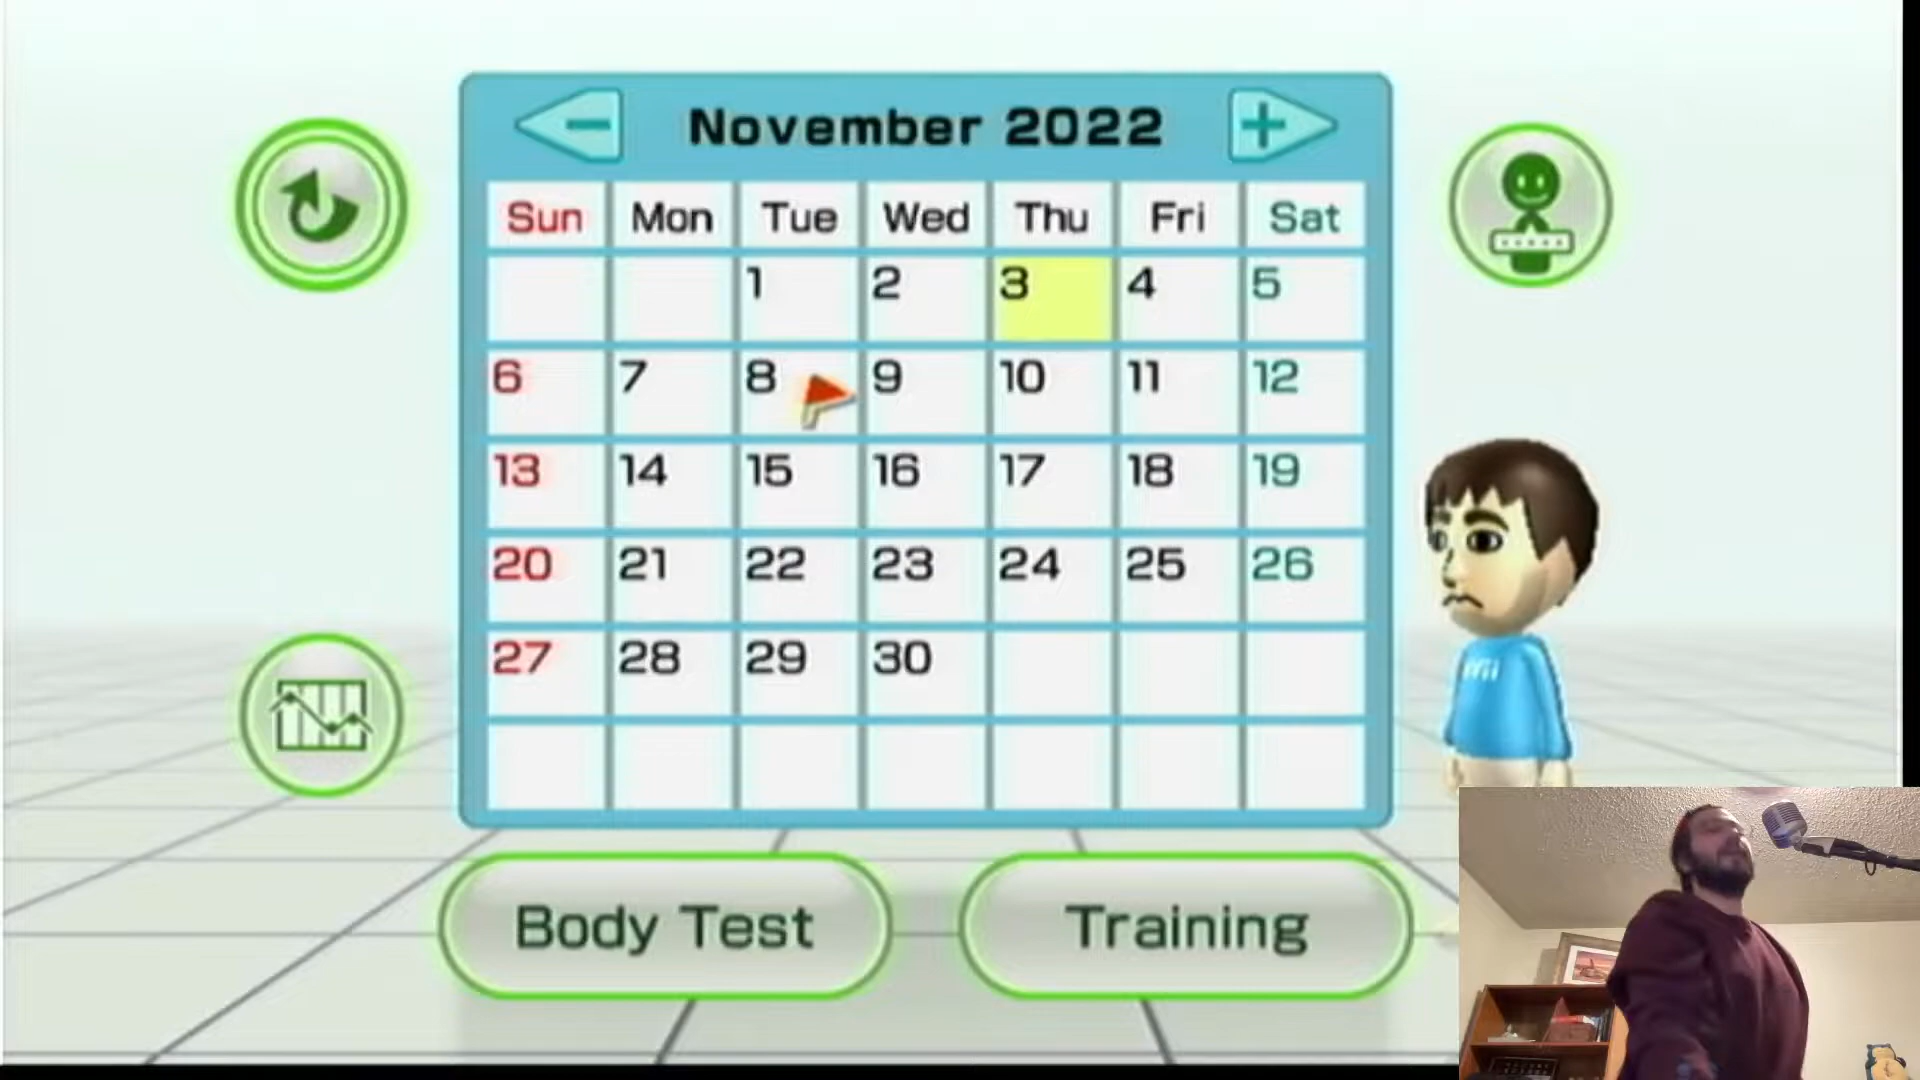 November 2022
Sun Mon Tue Wed Thu Fri Sat
1 2 3 4 5
6 7 8 9 10 11 12
13 14 15 16 17 18 19
20 21 22 23 24 25 26
27 28 29 30
Wii
Body Test Training